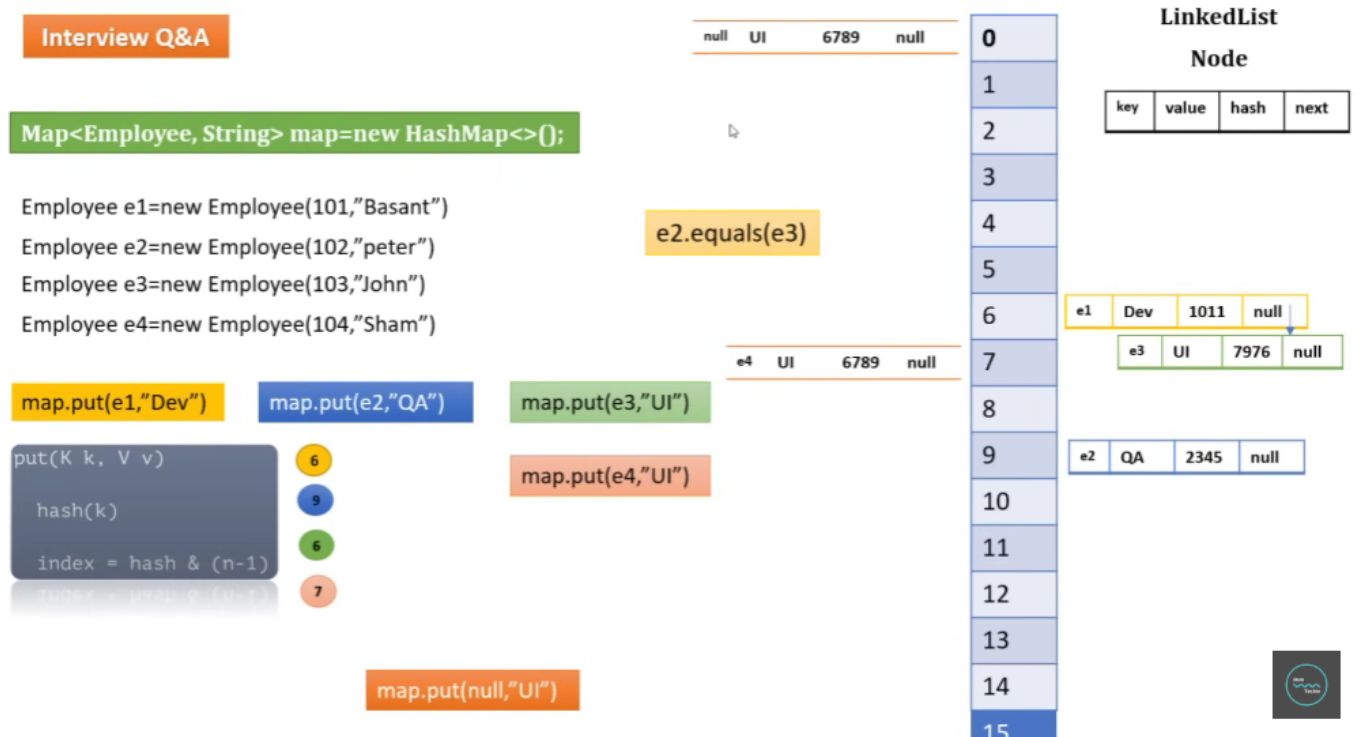 Interview Q&A
Map<Employee, String> map=new HashMap<>();
Employee e1=new Employee(101,”Basant”)
Employee e2=new Employee(102,”peter”)
Employee e3=new Employee(103,”John”)
Employee e4=new Employee(104,”Sham”)
map.put(e1,”Dev”)
map.put(e2,”QA”)
map.put(e3,”UI”)
map.put(e4,”UI”)
put(K k, V v)
hash(k)
index = hash & (n-1)
6
9
6
7
map.put(null,”UI”)
e2.equals(e3)
null UI 6789 null
e4 UI 6789 null
0
1
2
3
4
5
6
7
8
9
10
11
12
13
14
15
LinkedList
Node
key value hash next
e1 Dev 1011 null
e3 UI 7976 null
e2 QA 2345 null
Techie